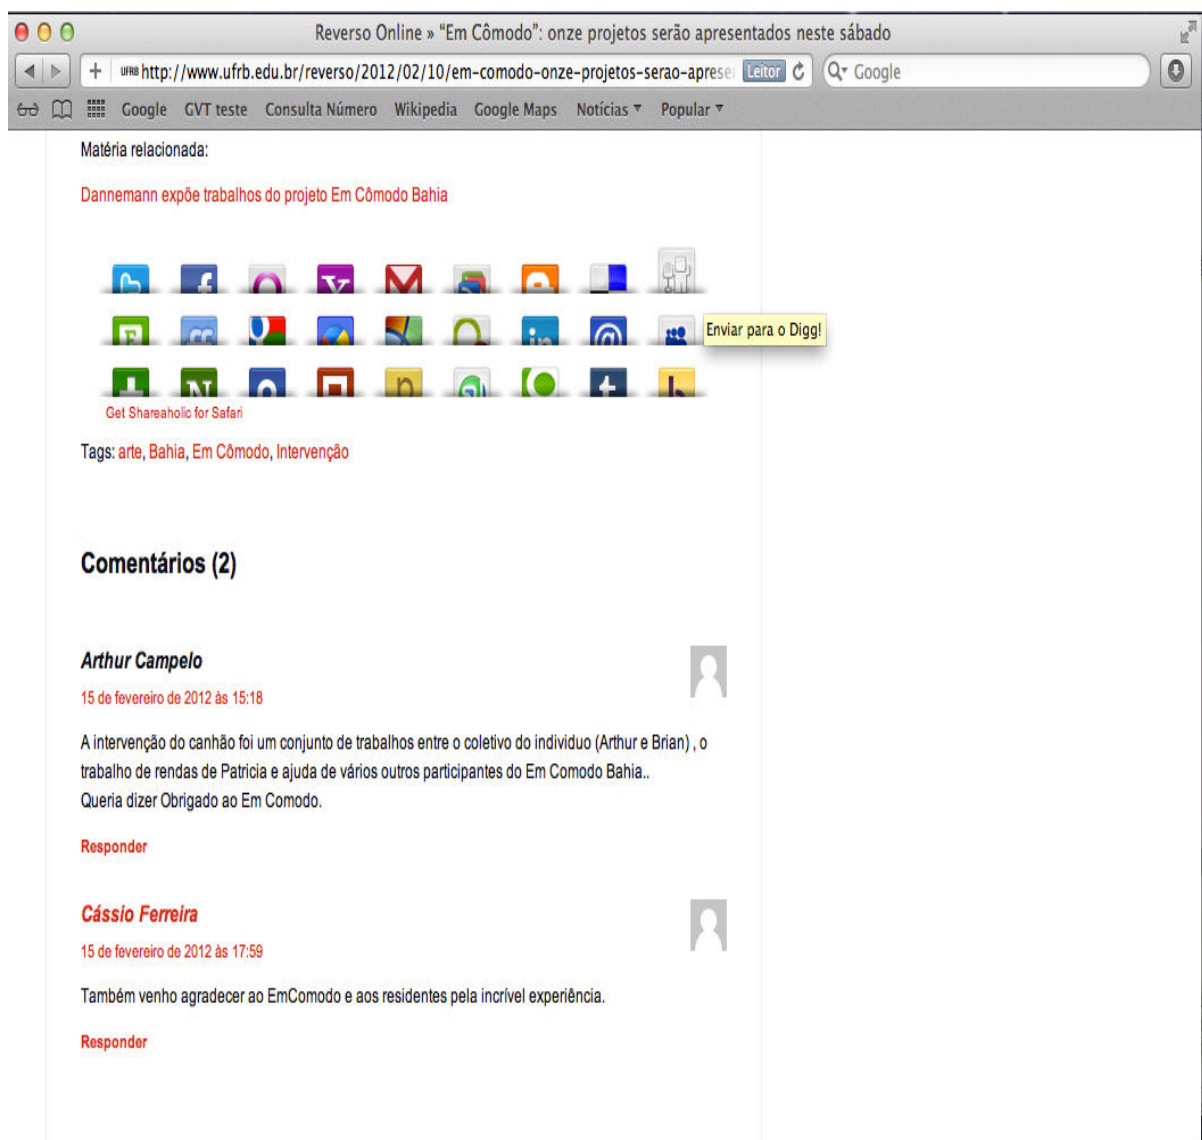 Reverso Online » "Em Cômodo": onze projetos serão apresentados neste sábado
UFRB http://www.ufrb.edu.br/reverso/2012/02/10/em-comodo-onze-projetos-serao-apresen Leitor Google
Google GVT teste Consulta Número Wikipedia Google Maps Notícias Popular
Matéria relacionada:
Dannemann expõe trabalhos do projeto Em Cômodo Bahia
Enviar para o Digg!
Get Shareaholic for Safari
Tags: arte, Bahia, Em Cômodo, Intervenção
Comentários (2)
Arthur Campelo
15 de fevereiro de 2012 às 15:18
A intervenção do canhão foi um conjunto de trabalhos entre o coletivo do individuo (Arthur e Brian) , o
trabalho de rendas de Patricia e ajuda de vários outros participantes do Em Comodo Bahia..
Queria dizer Obrigado ao Em Comodo.
Responder
Cássio Ferreira
15 de fevereiro de 2012 às 17:59
Também venho agradecer ao EmComodo e aos residentes pela incrível experiência.
Responder